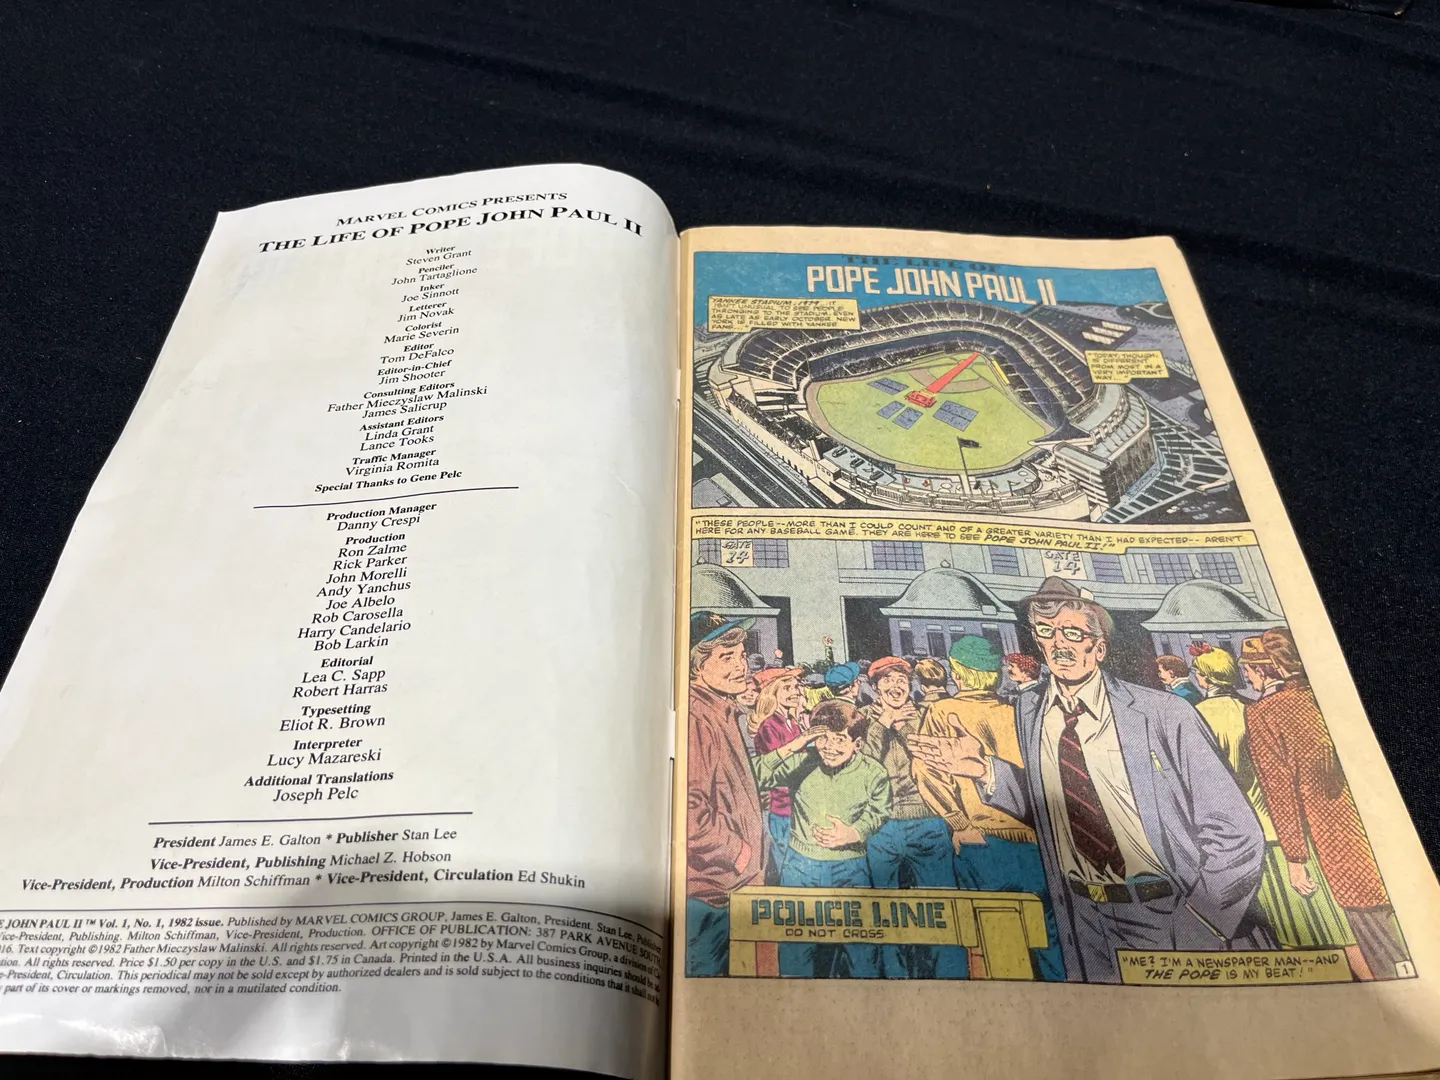 MARVEL COMICS PRESENTS
THE LIFE OF POPE JOHN PAUL II
Writer
Steven Grant
Penciler
John Tartaglione
Inker
Joe Sinnott
Letterer
Jim Novak
Colorist
Marie Severin
Editor
Tom DeFalco
Editor-in-Chief
Jim Shooter
Consulting Editors
Father Mieczyslaw Malinski
James Salicrup
Assistant Editors
Linda Grant
Lance Tooks
Traffic Manager
Virginia Romita
Special Thanks to Gene Pelc
Production Manager
Danny Crespi
Production
Ron Zalme
Rick Parker
John Morelli
Andy Yanchus
Joe Albelo
Rob Carosella
Harry Candelario
Bob Larkin
Editorial
Lea C. Sapp
Robert Harras
Typesetting
Eliot R. Brown
Interpreter
Lucy Mazareski
Additional Translations
Joseph Pelc
President James E. Galton * Publisher Stan Lee
Vice-President, Publishing Michael Z. Hobson
Vice-President, Production Milton Schiffman * Vice-President, Circulation Ed Shukin
JOHN PAUL II™ Vol. 1, No. 1, 1982 issue. Published by MARVEL COMICS GROUP, James E. Galton, President. Stan Lee,
Vice-President, Publishing. Milton Schiffman, Vice-President, Production. OFFICE OF PUBLICATION: 387 PARK AVENUE SOUTH,
Text copyright ©1982 Father Mieczyslaw Malinski. All rights reserved. Art copyright ©1982 by Marvel Comics Group, a division of
All rights reserved. Price $1.50 per copy in the U.S. and $1.75 in Canada. Printed in the U.S.A. All business inquiries should be
President, Circulation. This periodical may not be sold except by authorized dealers and is sold subject to the conditions that it shall not
part of its cover or markings removed, nor in a mutilated condition.
THE LIFE OF
POPE JOHN PAUL II
YANKEE STADIUM, 1979. IT
ISN'T UNUSUAL TO SEE PEOPLE
THRONGING TO THE STADIUM. EVEN
AS LATE AS EARLY OCTOBER, NEW
YORK IS FILLED WITH YANKEE
FANS.
"TODAY, THOUGH,
IS DIFFERENT
FROM MOST IN A
VERY IMPORTANT
WAY...
"THESE PEOPLE--MORE THAN I COULD COUNT AND OF A GREATER VARIETY THAN I HAD EXPECTED-- AREN'T
HERE FOR ANY BASEBALL GAME. THEY ARE HERE TO SEE POPE JOHN PAUL II!"
GATE
14
GATE
14
POLICE LINE
DO NOT CROSS
"ME? I'M A NEWSPAPER MAN--AND
THE POPE IS MY BEAT!"
1